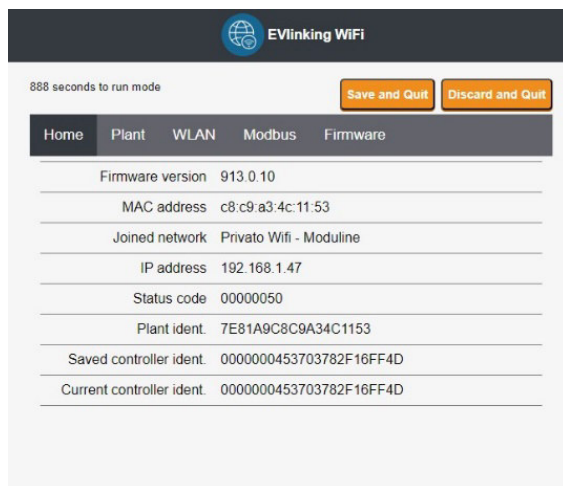 EVlinking WiFi
888 seconds to run mode
Save and Quit Discard and Quit
Home Plant WLAN Modbus Firmware
Firmware version 913.0.10
MAC address c8:c9:a3:4c:11:53
Joined network Privato Wifi - Moduline
IP address 192.168.1.47
Status code 00000050
Plant ident. 7E81A9C8C9A34C1153
Saved controller ident. 0000000453703782F16FF4D
Current controller ident. 0000000453703782F16FF4D